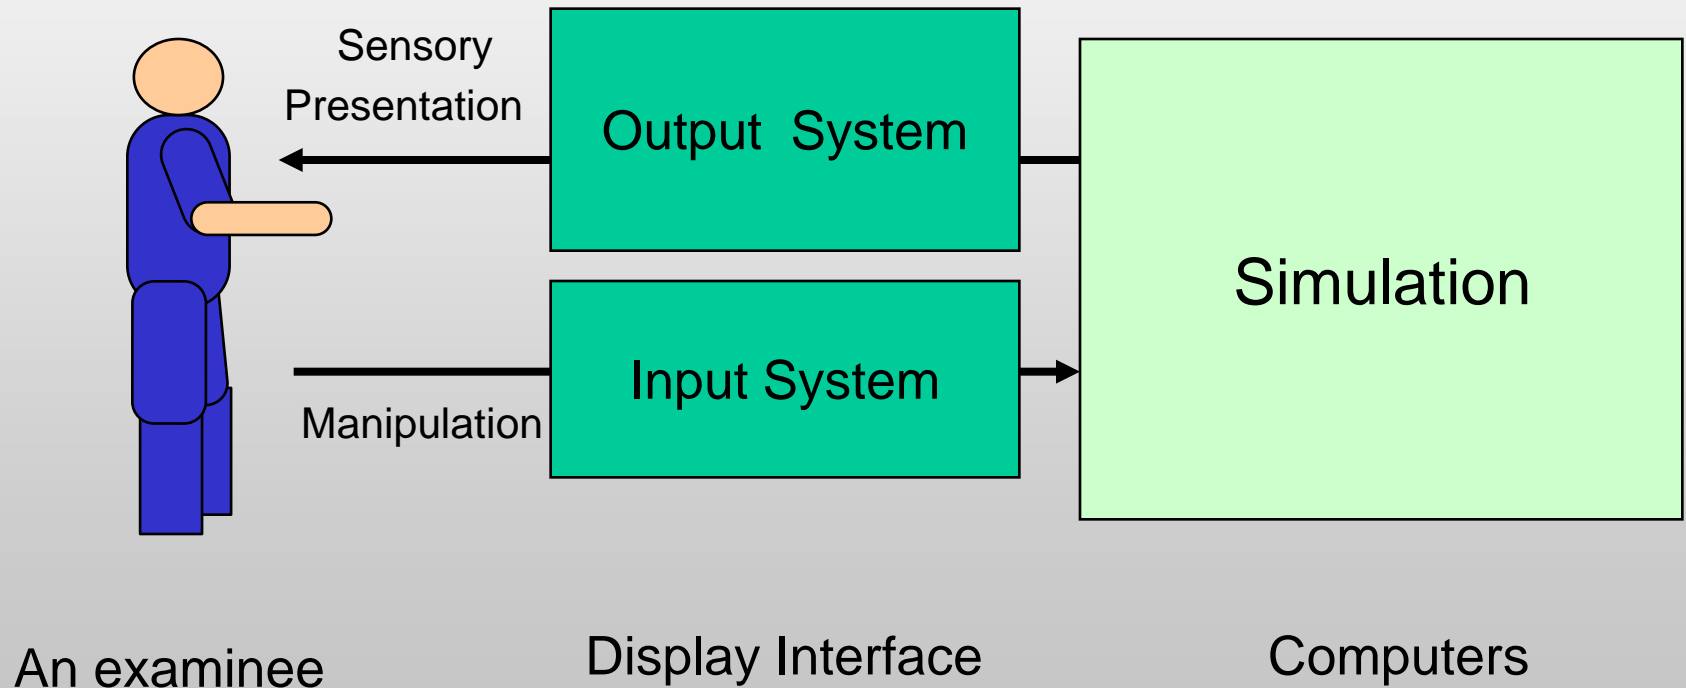 Sensory
Presentation
Output System
Simulation
Input System
Manipulation
An examinee
Display Interface
Computers